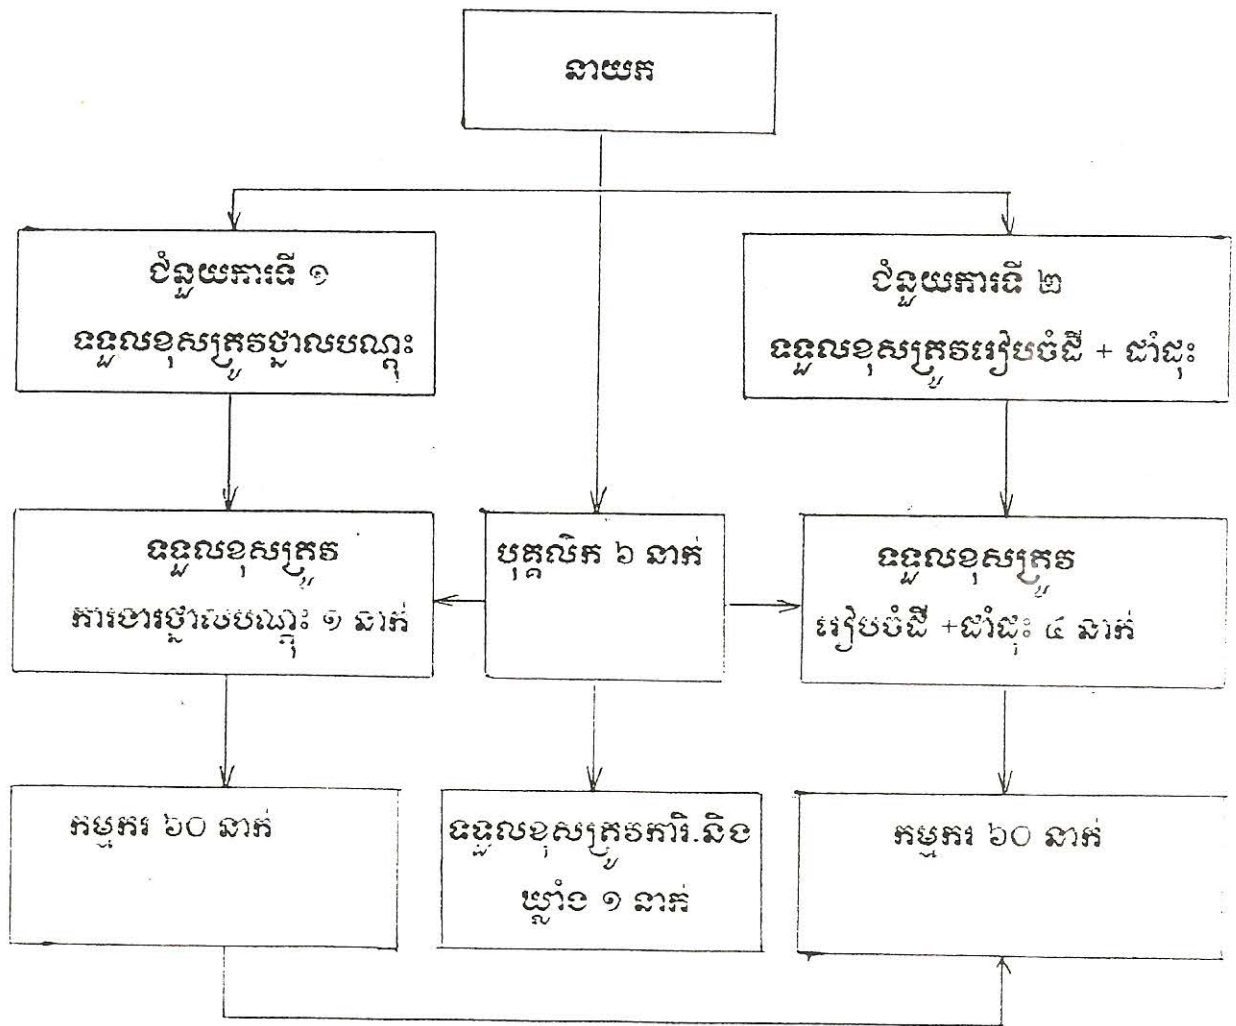 នាយក
ជំនួយការទី ១
ទទួលខុសត្រូវថ្នាលបណ្តុះ
ជំនួយការទី ២
ទទួលខុសត្រូវរៀបចំដី + ដាំដុះ
ទទួលខុសត្រូវ
ការងារថ្នាលបណ្តុះ ១ នាក់
បុគ្គលិក ៦ នាក់
ទទួលខុសត្រូវ
រៀបចំដី +ដាំដុះ ៤ នាក់
កម្មករ ៦០ នាក់
ទទួលខុសត្រូវការិ.និង
ឃ្លាំង ១ នាក់
កម្មករ ៦០ នាក់